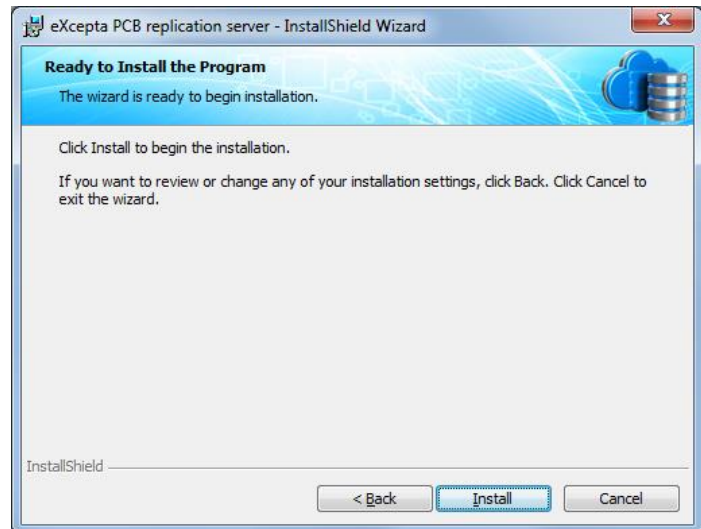 eXcepta PCB replication server - InstallShield Wizard
Ready to Install the Program
The wizard is ready to begin installation.
Click Install to begin the installation.
If you want to review or change any of your installation settings, click Back. Click Cancel to
exit the wizard.
InstallShield
< Back
Install
Cancel